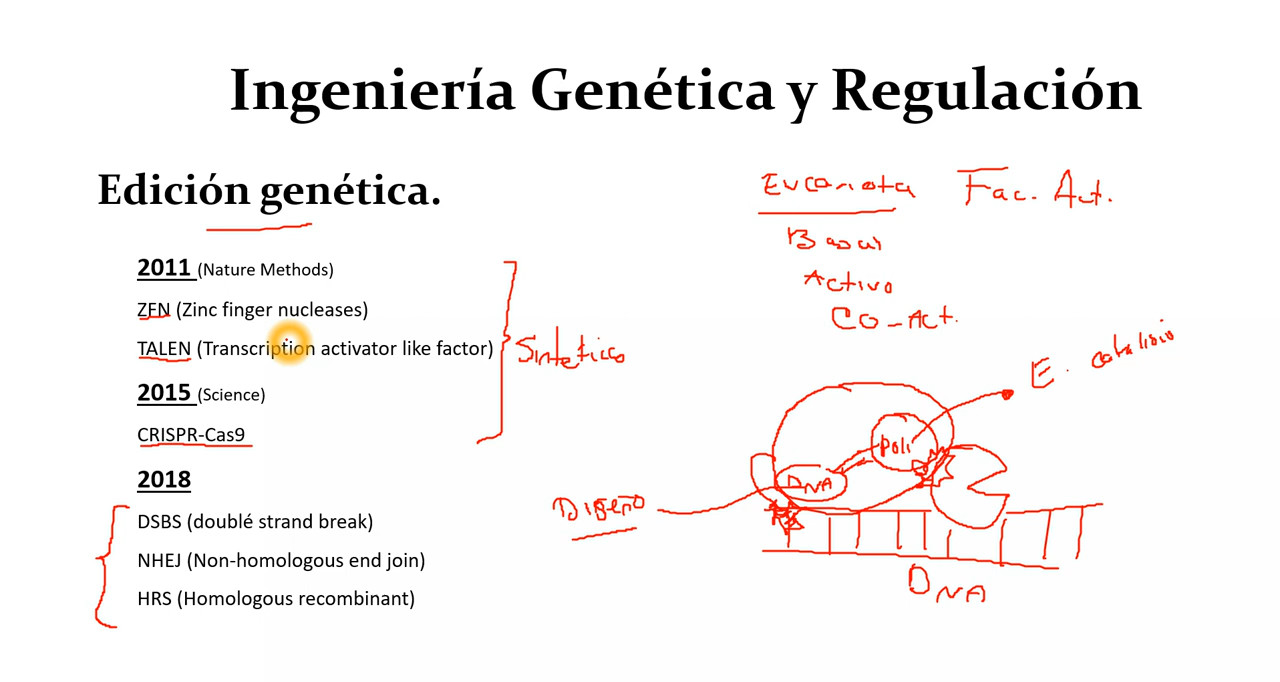 Ingeniería Genética y Regulación
Edición genética.
2011 (Nature Methods)
ZFN (Zinc finger nucleases)
TALEN (Transcription activator like factor)
2015 (Science)
CRISPR-Cas9
2018
DSBS (doublé strand break)
NHEJ (Non-homologous end join)
HRS (Homologous recombinant)
Sintetico
Eucariota Fac. Act.
Basal
Activo
CO-Act.
E.
Poli
DNA
Diseño
DNA